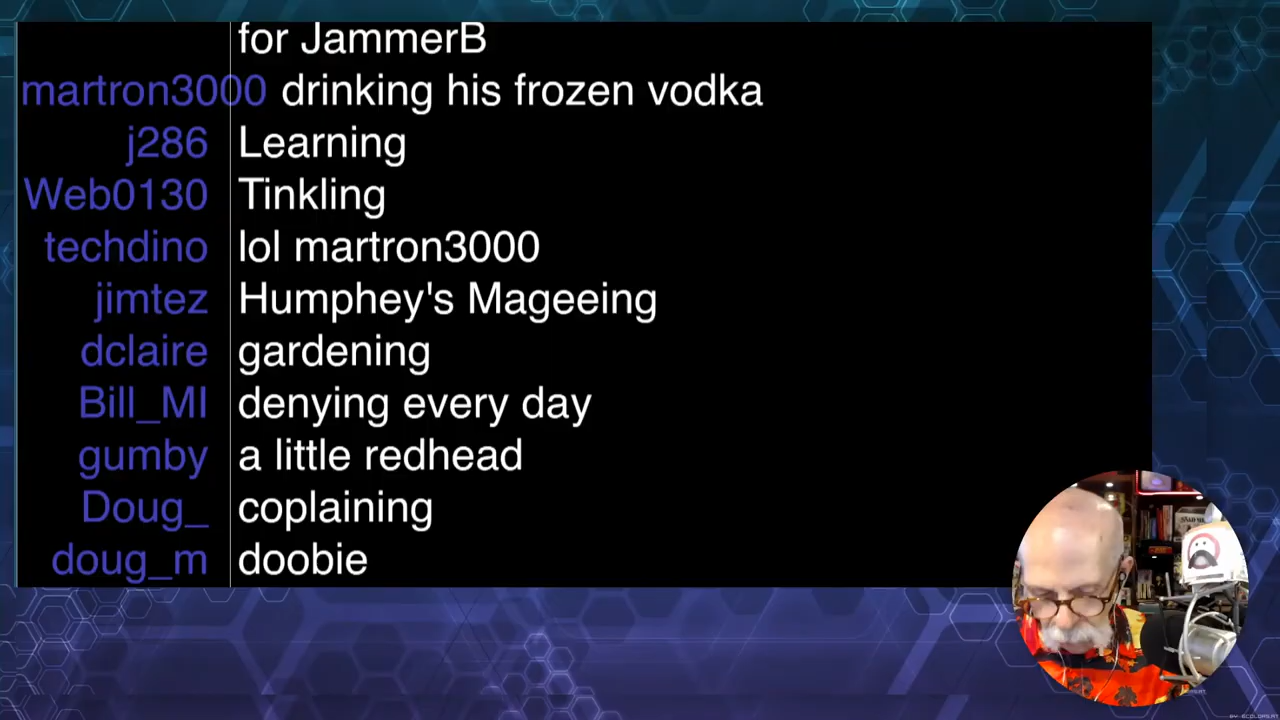 for JammerB
martron3000 drinking his frozen vodka
j286 Learning
Web0130 Tinkling
techdino lol martron3000
jimtez Humphey's Mageeing
dclaire gardening
Bill_MI denying every day
gumby a little redhead
Doug_ coplaining
doug_m doobie